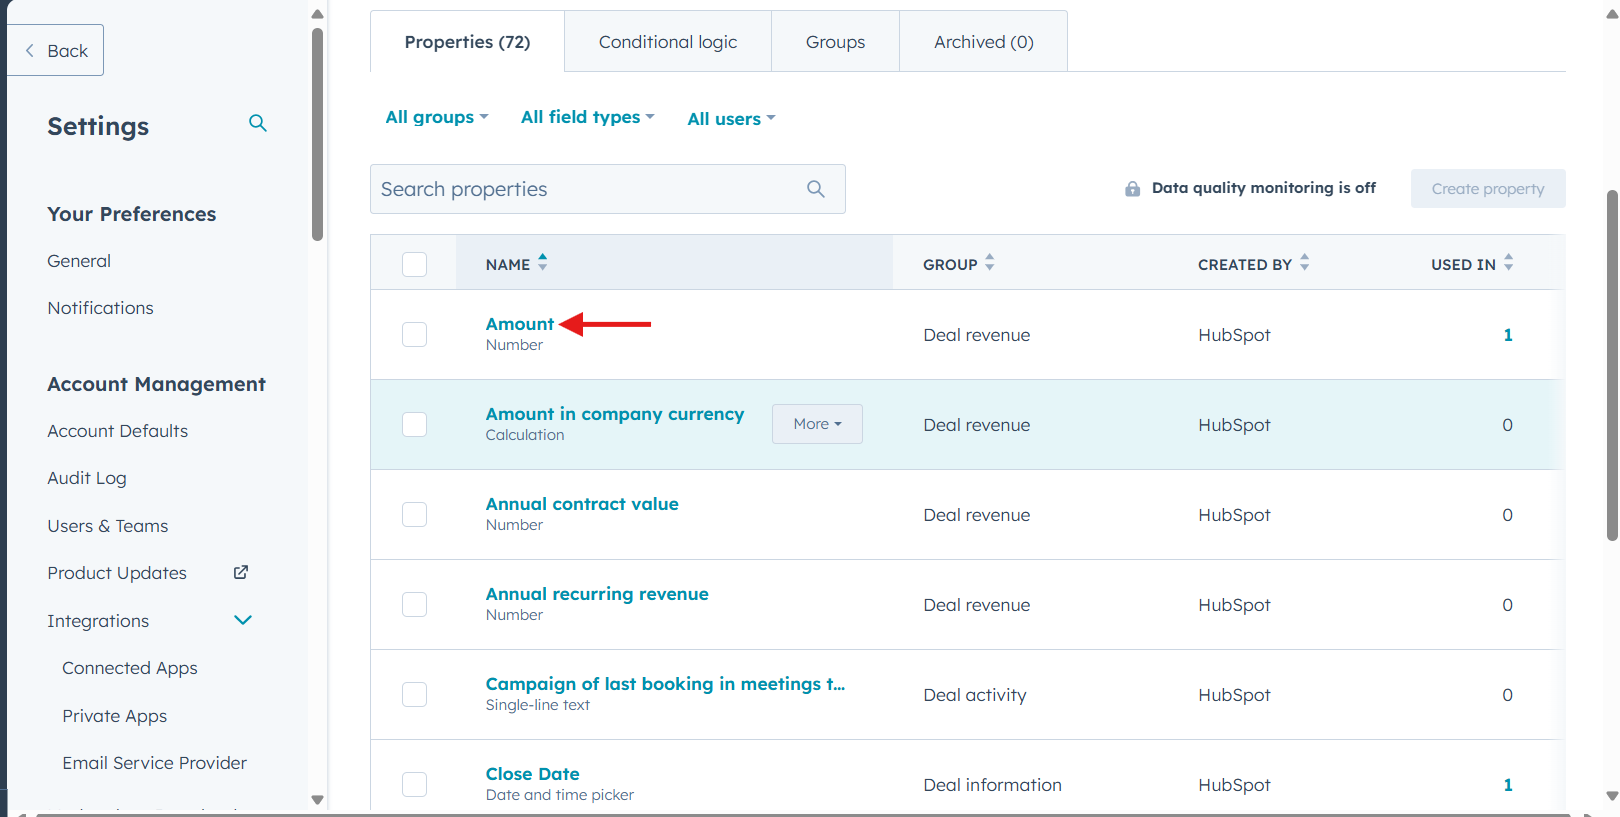 Back
Settings
Your Preferences
General
Notifications
Account Management
Account Defaults
Audit Log
Users & Teams
Product Updates
Integrations
Connected Apps
Private Apps
Email Service Provider
Properties (72)
Conditional logic
Groups
Archived (0)
All groups
All field types
All users
Search properties
Data quality monitoring is off
Create property
NAME GROUP CREATED BY USED IN
Amount
Number
Deal revenue HubSpot 1
Amount in company currency
Calculation
More
Deal revenue HubSpot 0
Annual contract value
Number
Deal revenue HubSpot 0
Annual recurring revenue
Number
Deal revenue HubSpot 0
Campaign of last booking in meetings t...
Single-line text
Deal activity HubSpot 0
Close Date
Date and time picker
Deal information HubSpot 1